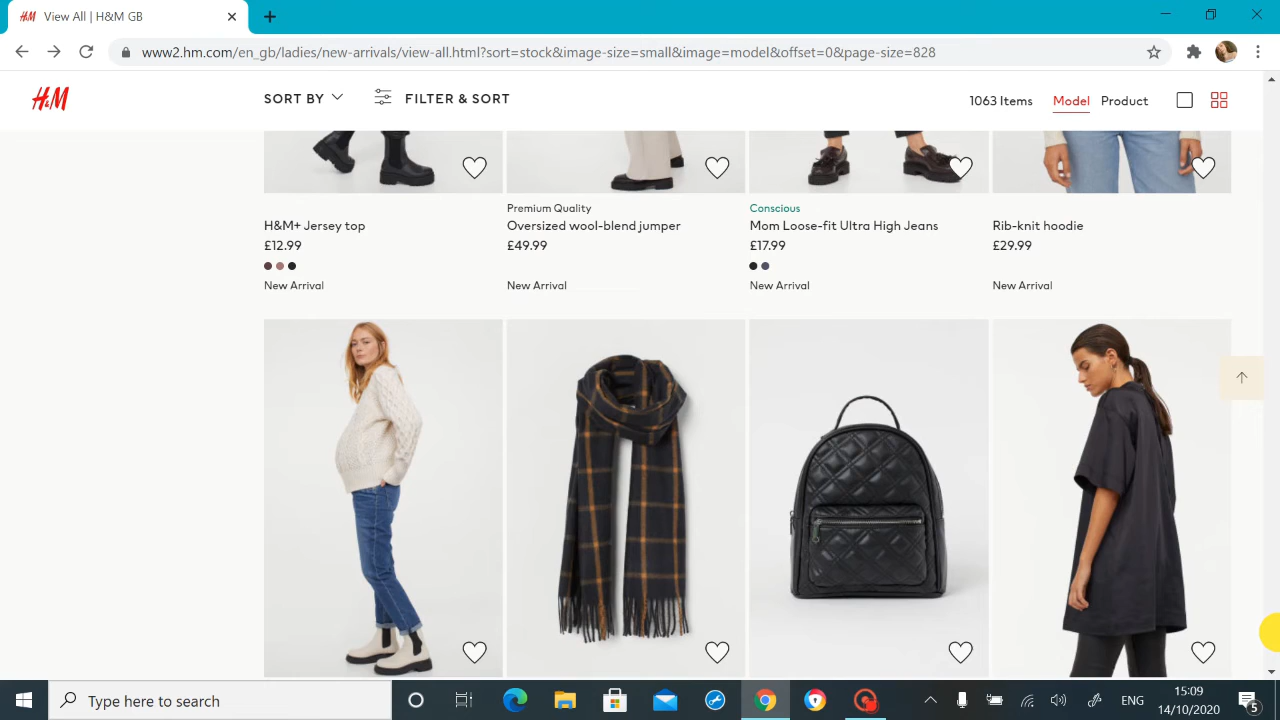 H&M View All | H&M GB
www2.hm.com/en_gb/ladies/new-arrivals/view-all.html?sort=stock&image-size=small&image=model&offset=0&page-size=828
H&M SORT BY FILTER & SORT 1063 Items Model Product
Premium Quality Conscious
H&M+ Jersey top Oversized wool-blend jumper Mom Loose-fit Ultra High Jeans Rib-knit hoodie
£12.99 £49.99 £17.99 £29.99
New Arrival New Arrival New Arrival New Arrival
Type here to search ENG 15:09
14/10/2020 5